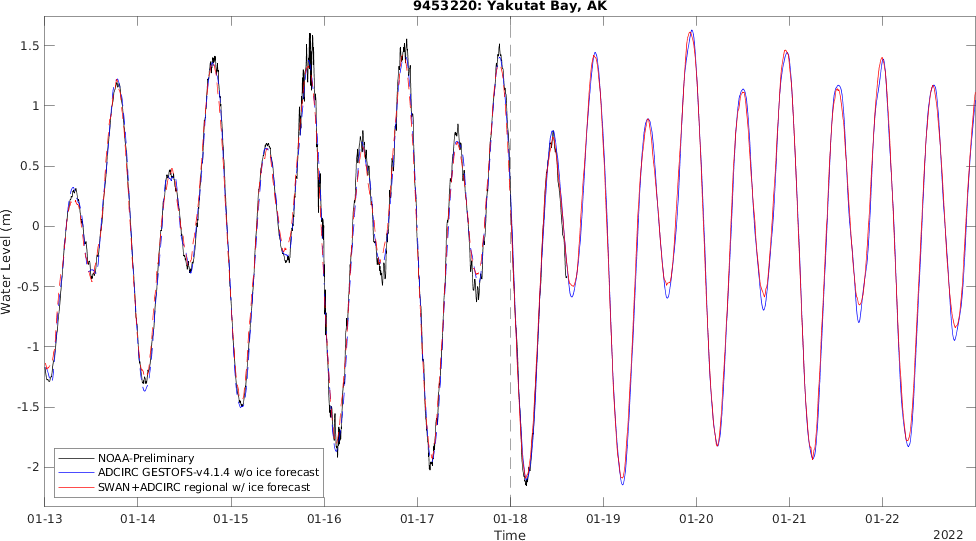 9453220: Yakutat Bay, AK
1.5
1
0.5
0
-0.5
-1
-1.5
-2
Water Level (m)
NOAA-Preliminary
ADCIRC GESTOFS-v4.1.4 w/o ice forecast
SWAN+ADCIRC regional w/ ice forecast
01-13 01-14 01-15 01-16 01-17 01-18 01-19 01-20 01-21 01-22
Time
2022